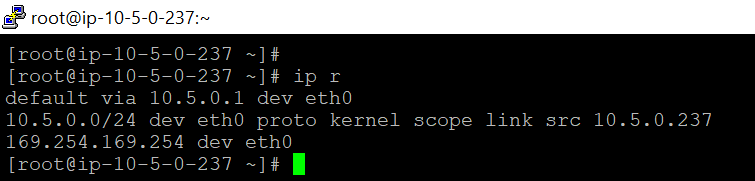 root@ip-10-5-0-237:~
[root@ip-10-5-0-237 ~]#
[root@ip-10-5-0-237 ~]# ip r
default via 10.5.0.1 dev eth0
10.5.0.0/24 dev eth0 proto kernel scope link src 10.5.0.237
169.254.169.254 dev eth0
[root@ip-10-5-0-237 ~]#